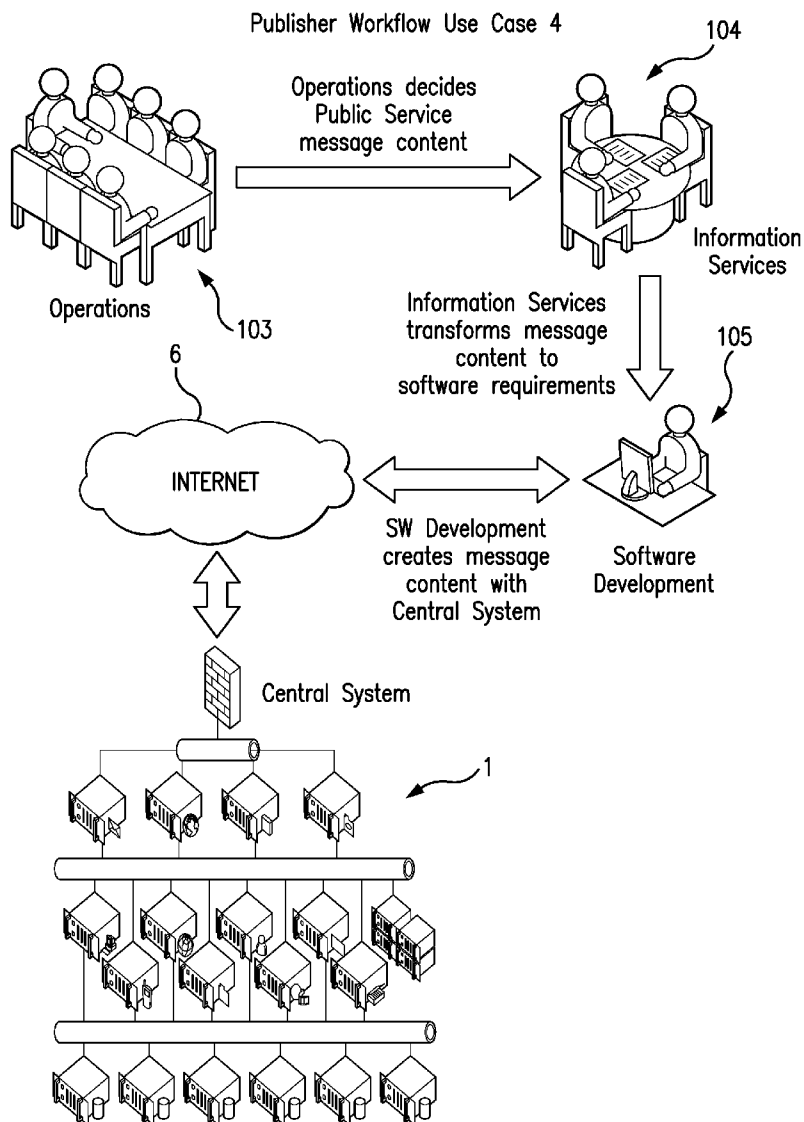 Publisher Workflow Use Case 4
104
Operations decides
Public Service
message content
Information
Services
Operations
103
Information Services
transforms message
content to
software requirements
105
6
INTERNET
SW Development
creates message
content with
Central System
Software
Development
Central System
1